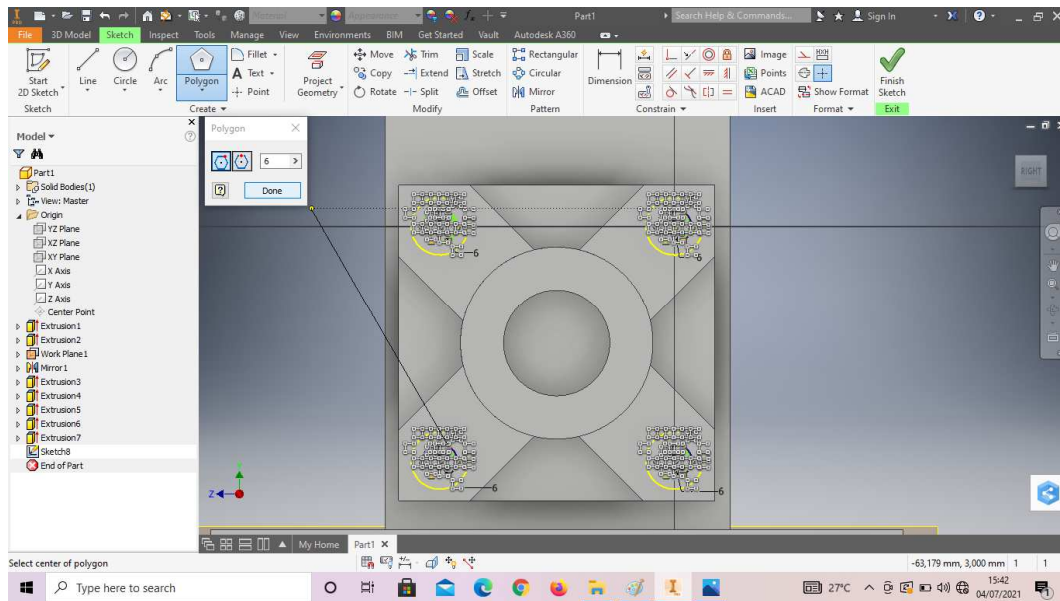 Material
Appearance
Part1
Search Help & Commands...
Sign In
File 3D Model Sketch Inspect Tools Manage View Environments BIM Get Started Vault Autodesk A360
Start 2D Sketch
Line
Circle
Arc
Polygon
Fillet
Text
Point
Project Geometry
Move
Copy
Rotate
Trim
Extend
Split
Scale
Stretch
Offset
Rectangular
Circular
Mirror
Dimension
Image
Points
ACAD
Show Format
Finish Sketch
Sketch Create Modify Pattern Constrain Insert Format Exit
Model
Part1
Solid Bodies(1)
View: Master
Origin
YZ Plane
XZ Plane
XY Plane
X Axis
Y Axis
Z Axis
Center Point
Extrusion1
Extrusion2
Work Plane1
Mirror1
Extrusion3
Extrusion4
Extrusion5
Extrusion6
Extrusion7
Sketch8
End of Part
Polygon
6
Done
RIGHT
6
6
6
6
Z
My Home Part1
Select center of polygon
-63,179 mm, 3,000 mm 1 1
Type here to search
27°C
15:42
04/07/2021